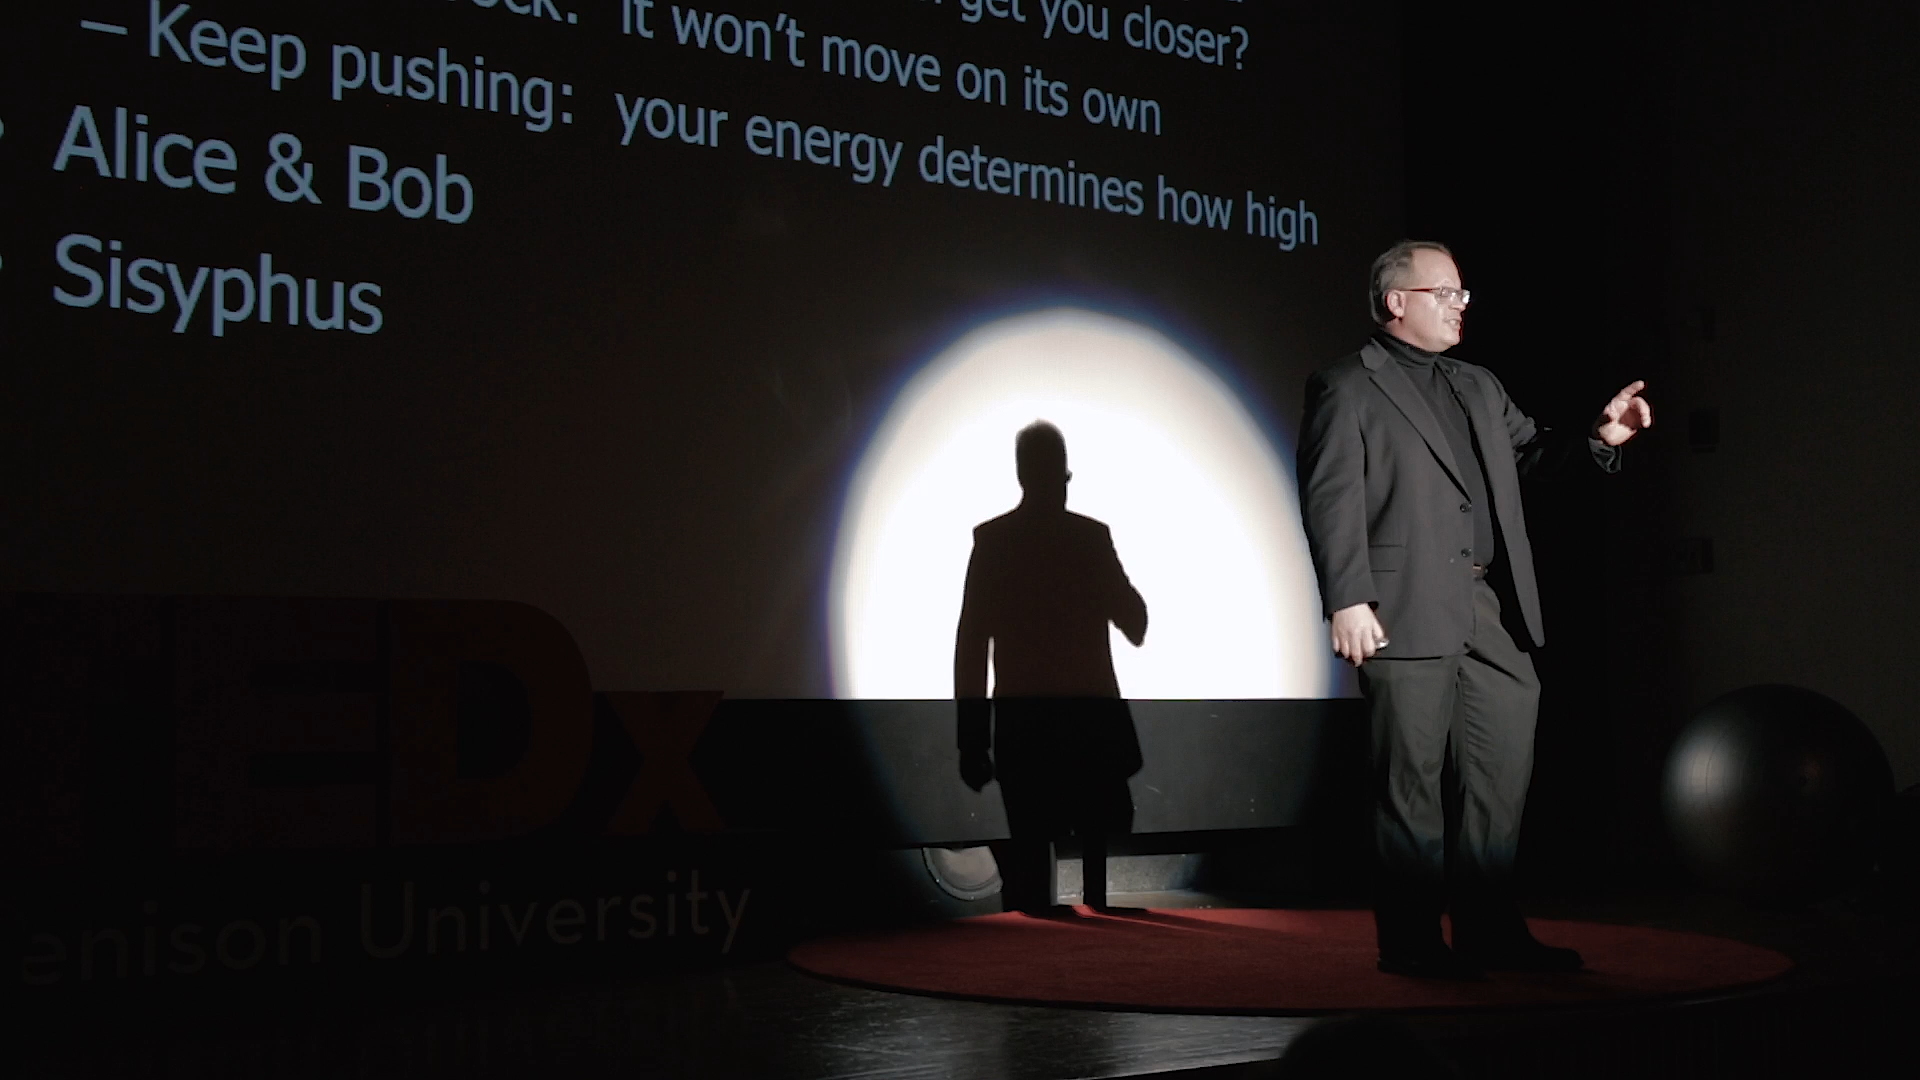 get you closer?
It won't move on its own
– Keep pushing: your energy determines how high
Alice & Bob
Sisyphus
TEDx
University